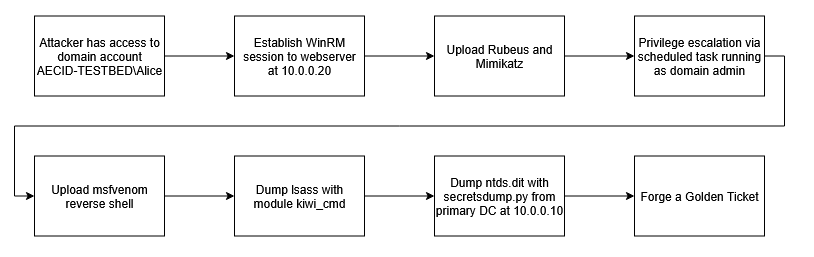 Attacker has access to
domain account
AECID-TESTBED\Alice
Establish WinRM
session to webserver
at 10.0.0.20
Upload Rubeus and
Mimikatz
Privilege escalation via
scheduled task running
as domain admin
Upload msfvenom
reverse shell
Dump lsass with
module kiwi_cmd
Dump ntds.dit with
secretsdump.py from
primary DC at 10.0.0.10
Forge a Golden Ticket